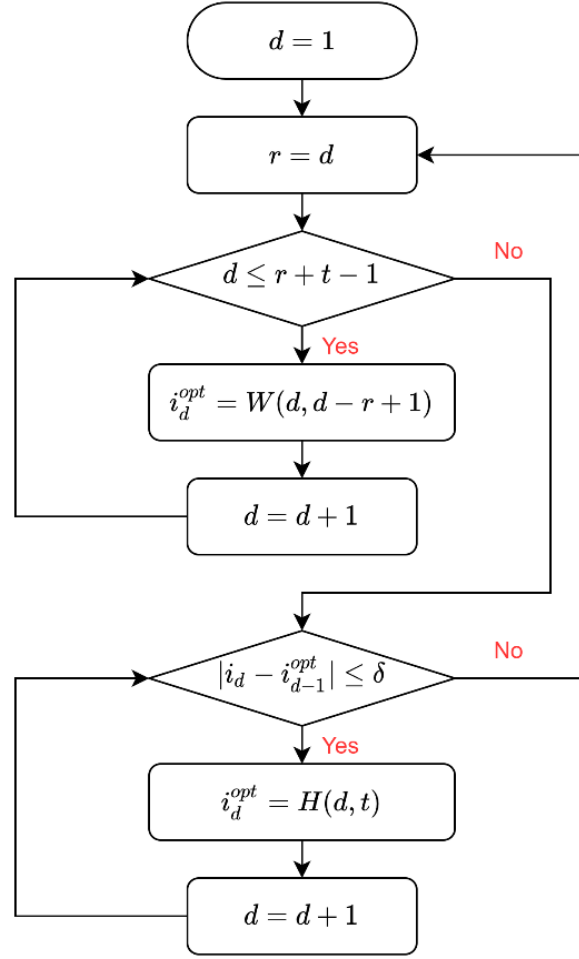 d = 1
r = d
d ≤ r + t − 1
No
Yes
i_d^{opt} = W(d, d − r + 1)
d = d + 1
|i_d − i_{d−1}^{opt}| ≤ δ
No
Yes
i_d^{opt} = H(d, t)
d = d + 1